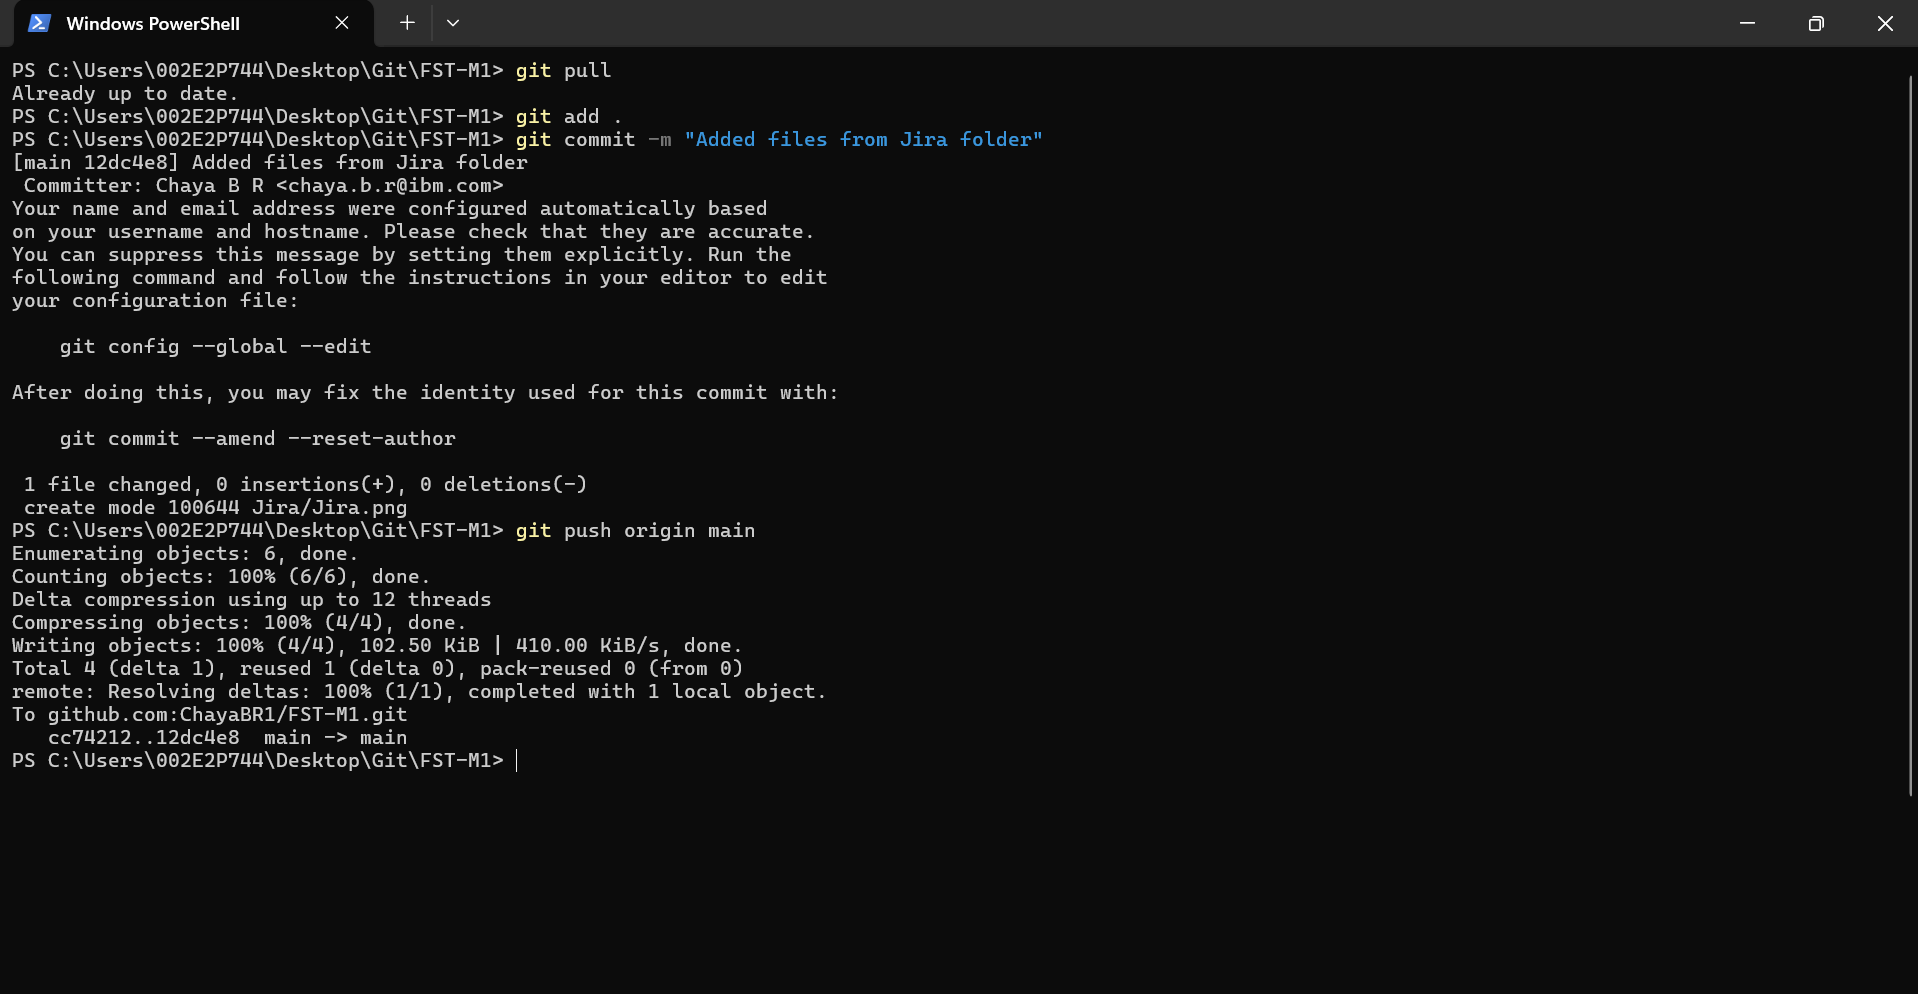 Windows PowerShell
PS C:\Users\002E2P744\Desktop\Git\FST-M1> git pull
Already up to date.
PS C:\Users\002E2P744\Desktop\Git\FST-M1> git add .
PS C:\Users\002E2P744\Desktop\Git\FST-M1> git commit -m "Added files from Jira folder"
[main 12dc4e8] Added files from Jira folder
 Committer: Chaya B R <chaya.b.r@ibm.com>
Your name and email address were configured automatically based
on your username and hostname. Please check that they are accurate.
You can suppress this message by setting them explicitly. Run the
following command and follow the instructions in your editor to edit
your configuration file:

    git config --global --edit

After doing this, you may fix the identity used for this commit with:

    git commit --amend --reset-author

 1 file changed, 0 insertions(+), 0 deletions(-)
 create mode 100644 Jira/Jira.png
PS C:\Users\002E2P744\Desktop\Git\FST-M1> git push origin main
Enumerating objects: 6, done.
Counting objects: 100% (6/6), done.
Delta compression using up to 12 threads
Compressing objects: 100% (4/4), done.
Writing objects: 100% (4/4), 102.50 KiB | 410.00 KiB/s, done.
Total 4 (delta 1), reused 1 (delta 0), pack-reused 0 (from 0)
remote: Resolving deltas: 100% (1/1), completed with 1 local object.
To github.com:ChayaBR1/FST-M1.git
   cc74212..12dc4e8  main -> main
PS C:\Users\002E2P744\Desktop\Git\FST-M1>